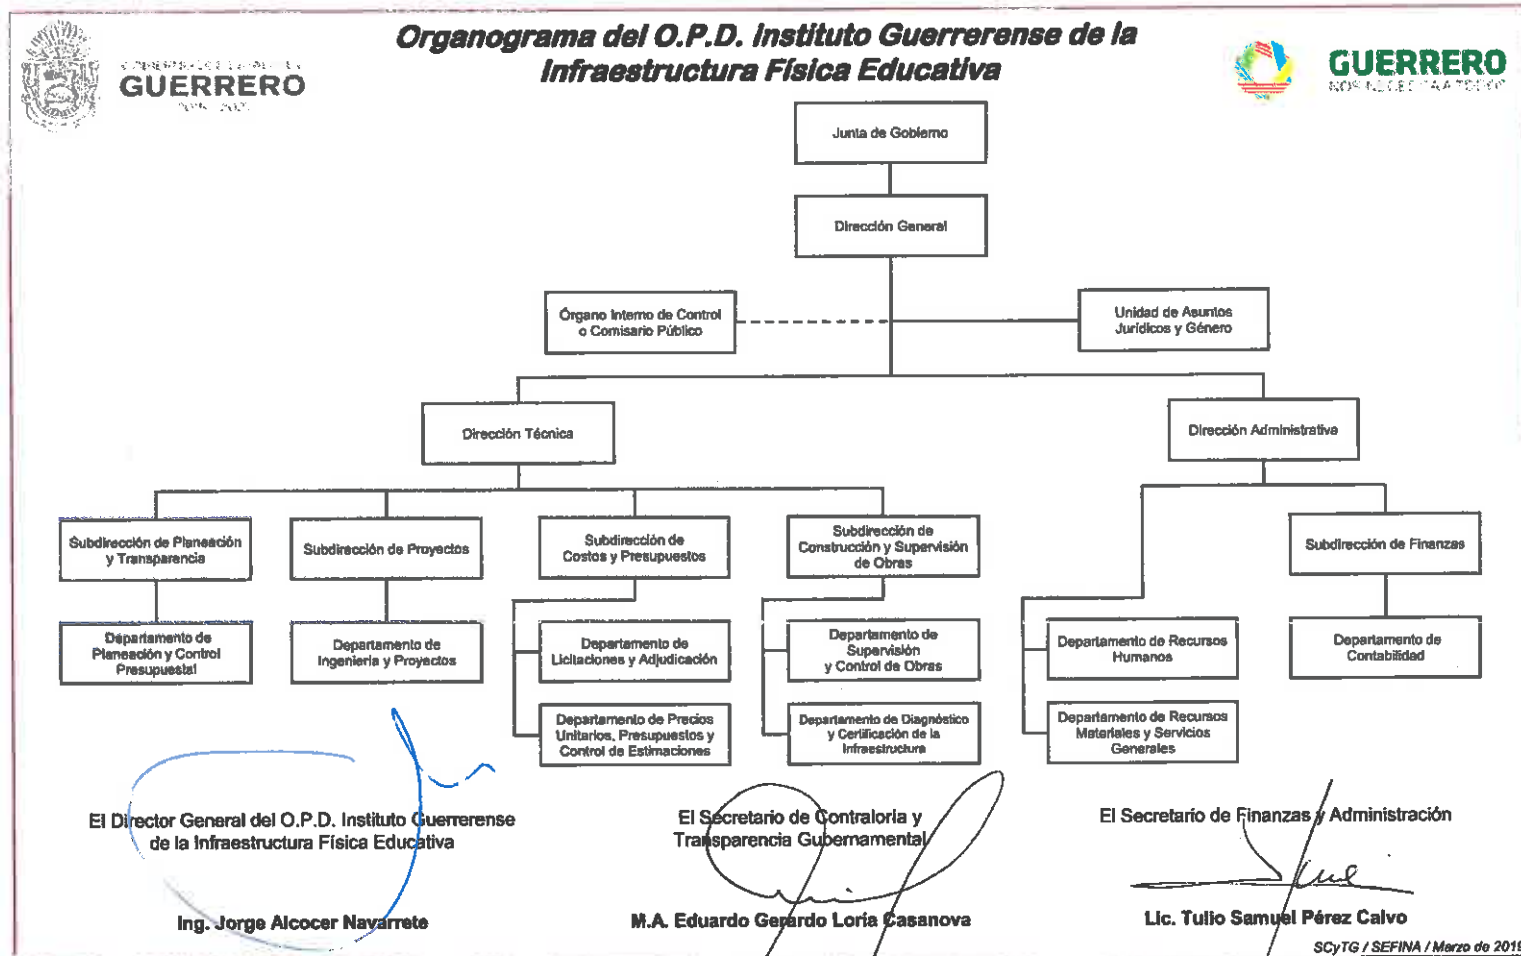 Organograma del O.P.D. Instituto Guerrerense de la
Infraestructura Física Educativa
GUERRERO
GUERRERO
Junta de Gobierno
Dirección General
Órgano Interno de Control
o Comisario Público
Unidad de Asuntos
Jurídicos y Género
Dirección Técnica
Dirección Administrativa
Subdirección de Planeación
y Transparencia
Subdirección de Proyectos
Subdirección de
Costos y Presupuestos
Subdirección de
Construcción y Supervisión
de Obras
Subdirección de Finanzas
Departamento de
Planeación y Control
Presupuestal
Departamento de
Ingeniería y Proyectos
Departamento de
Licitaciones y Adjudicación
Departamento de
Supervisión
y Control de Obras
Departamento de Recursos
Humanos
Departamento de
Contabilidad
Departamento de Precios
Unitarios, Presupuestos y
Control de Estimaciones
Departamento de Diagnóstico
y Certificación de la
Infraestructura
Departamento de Recursos
Materiales y Servicios
Generales
El Director General del O.P.D. Instituto Guerrerense
de la Infraestructura Física Educativa
Ing. Jorge Alcocer Navarrete
El Secretario de Contraloría y
Transparencia Gubernamental
M.A. Eduardo Gerardo Loria Casanova
El Secretario de Finanzas y Administración
Lic. Tulio Samuel Pérez Calvo
SCyTG / SEFINA / Marzo de 2019